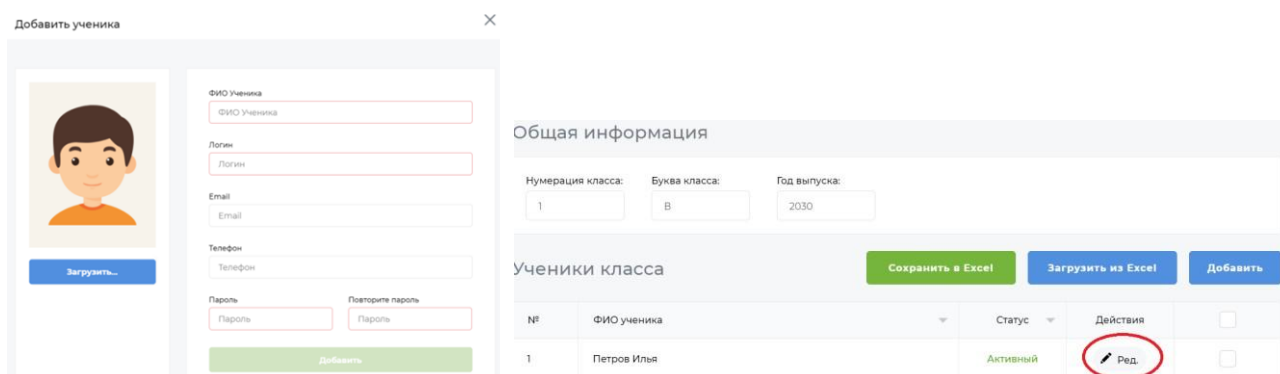 Добавить ученика
ФИО Ученика
ФИО Ученика
Логин
Логин
Email
Email
Телефон
Телефон
Загрузить...
Пароль Повторите пароль
Пароль Пароль
Добавить
Общая информация
Нумерация класса: Буква класса: Год выпуска:
1 В 2030
Ученики класса Сохранить в Excel Загрузить из Excel Добавить
№ ФИО ученика Статус Действия
1 Петров Илья Активный Ред.